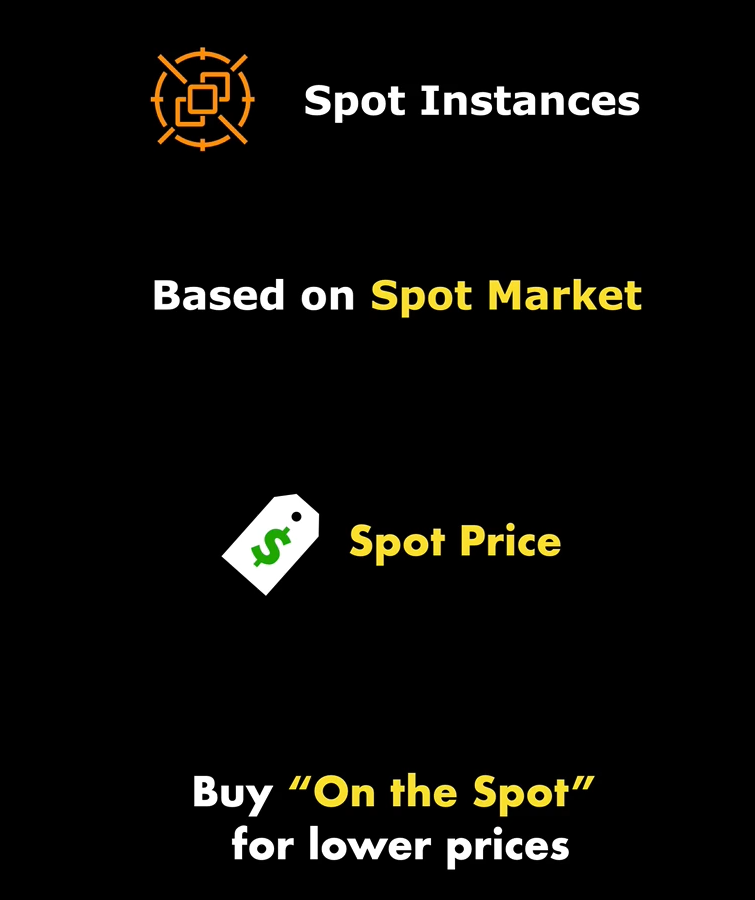 Spot Instances
Based on Spot Market
$
Spot Price
Buy “On the Spot”
for lower prices